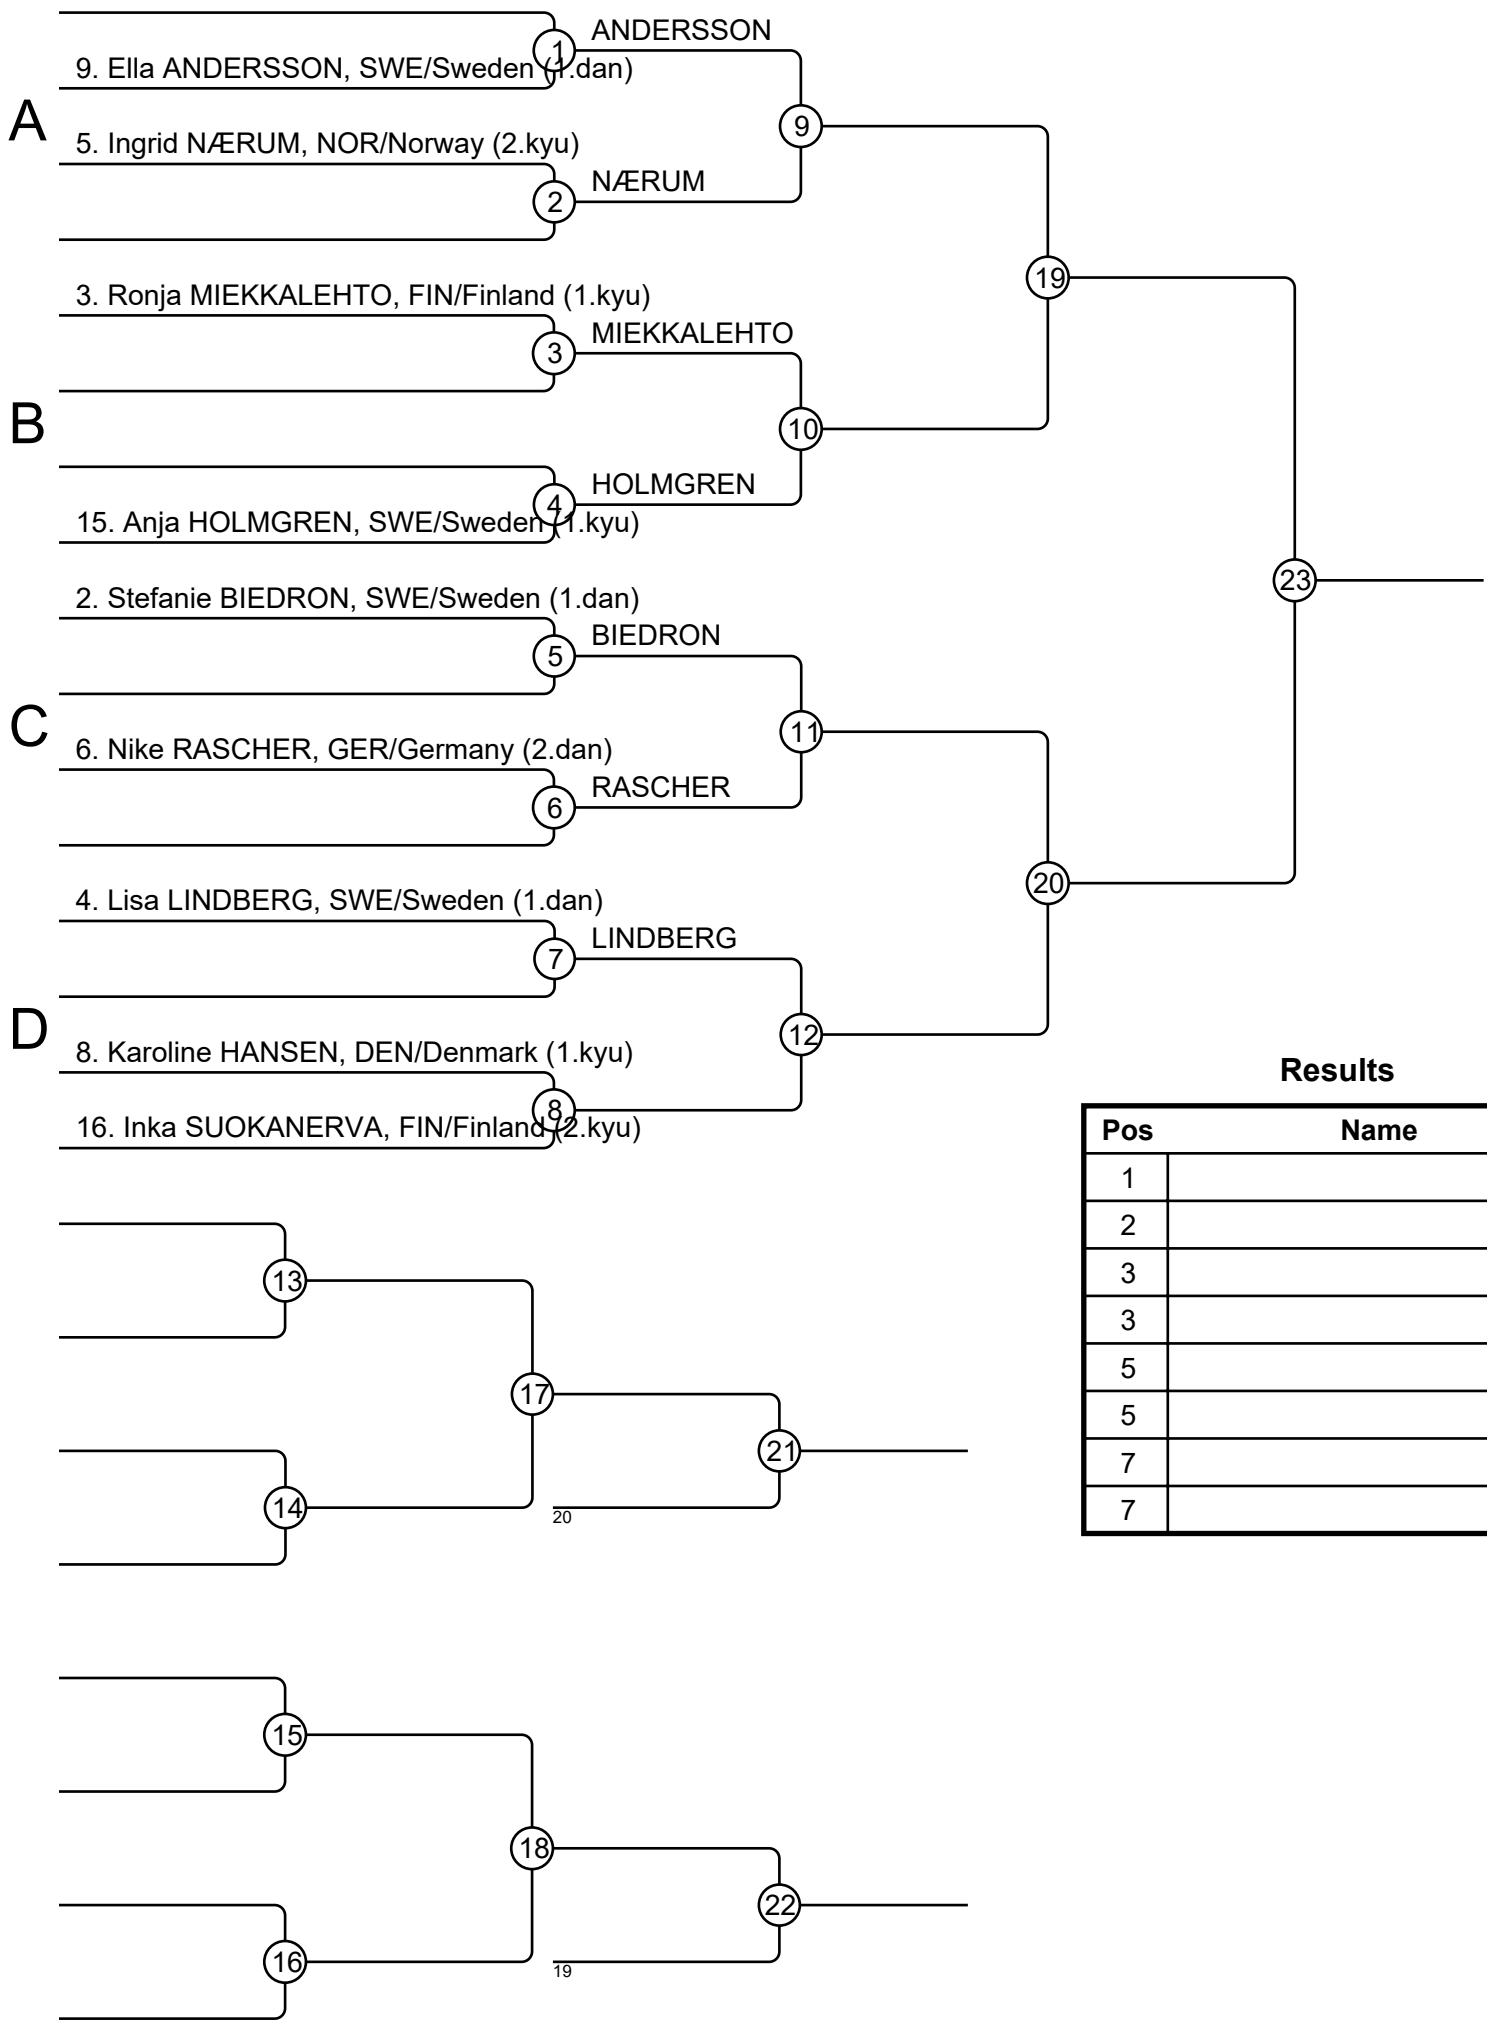 ANDERSSON
1
9. Ella ANDERSSON, SWE/Sweden (1.dan)
A
9
5. Ingrid NÆRUM, NOR/Norway (2.kyu)
NÆRUM
2
19
3. Ronja MIEKKALEHTO, FIN/Finland (1.kyu)
MIEKKALEHTO
3
B
10
HOLMGREN
4
15. Anja HOLMGREN, SWE/Sweden (1.kyu)
23
2. Stefanie BIEDRON, SWE/Sweden (1.dan)
BIEDRON
5
C
11
6. Nike RASCHER, GER/Germany (2.dan)
RASCHER
6
20
4. Lisa LINDBERG, SWE/Sweden (1.dan)
LINDBERG
7
D
12
8. Karoline HANSEN, DEN/Denmark (1.kyu)
8
16. Inka SUOKANERVA, FIN/Finland (2.kyu)
Results
Pos Name
1
2
3
3
5
5
7
7
13
17
21
14
20
15
18
22
16
19